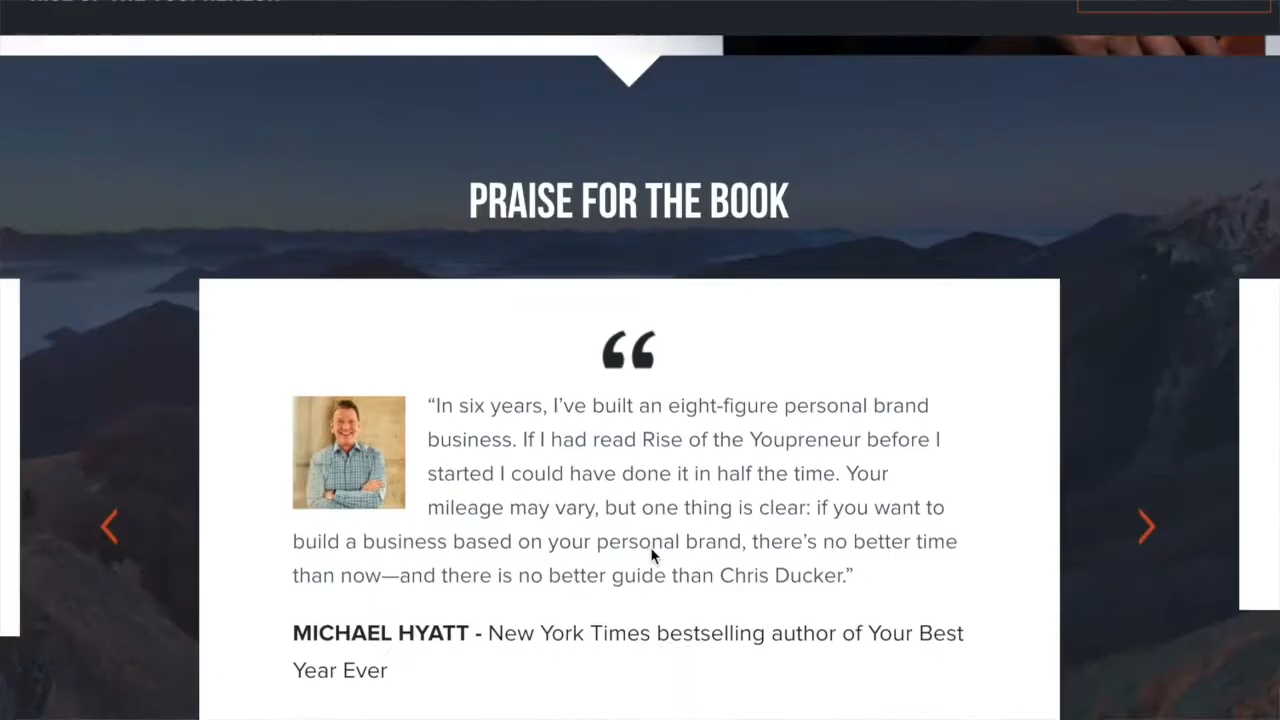 PRAISE FOR THE BOOK
“In six years, I’ve built an eight-figure personal brand
business. If I had read Rise of the Youpreneur before I
started I could have done it in half the time. Your
mileage may vary, but one thing is clear: if you want to
build a business based on your personal brand, there’s no better time
than now—and there is no better guide than Chris Ducker.”
MICHAEL HYATT - New York Times bestselling author of Your Best
Year Ever